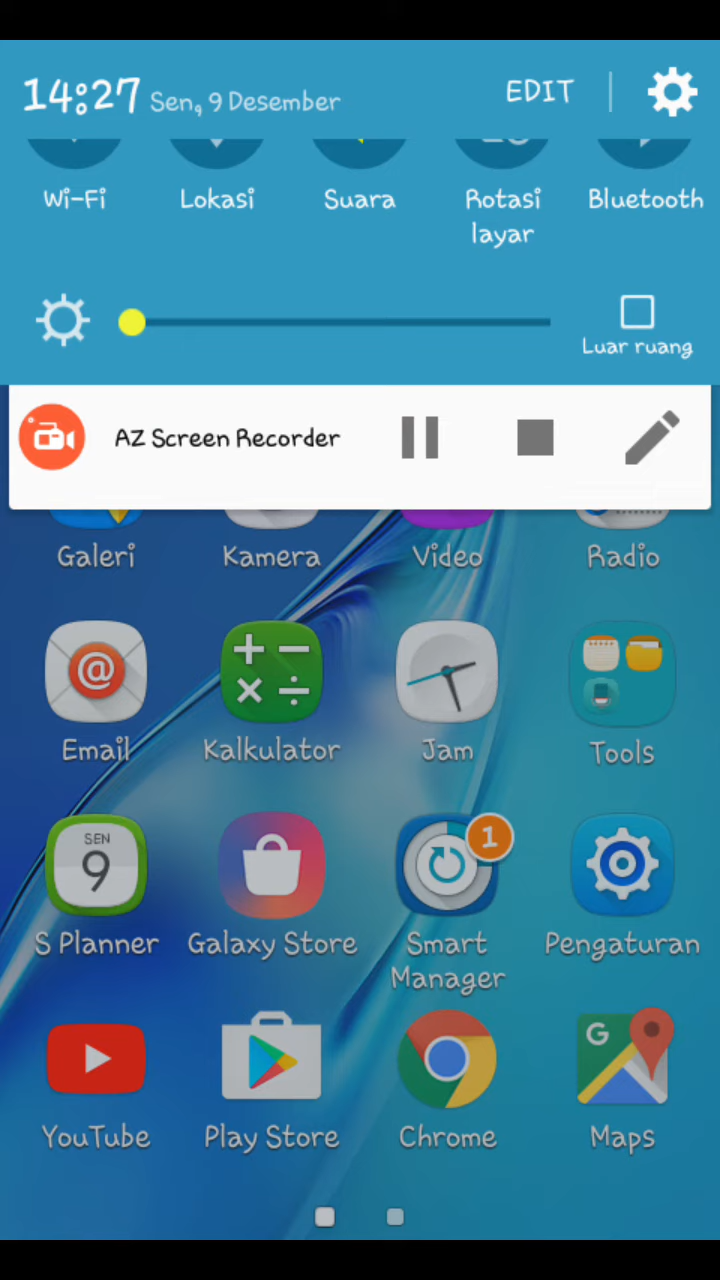 14:27 Sen, 9 Desember EDIT
Wi-Fi Lokasi Suara Rotasi layar Bluetooth
Luar ruang
AZ Screen Recorder
Galeri Kamera Video Radio
Email Kalkulator Jam Tools
SEN
9
1
S Planner Galaxy Store Smart Manager Pengaturan
G
YouTube Play Store Chrome Maps